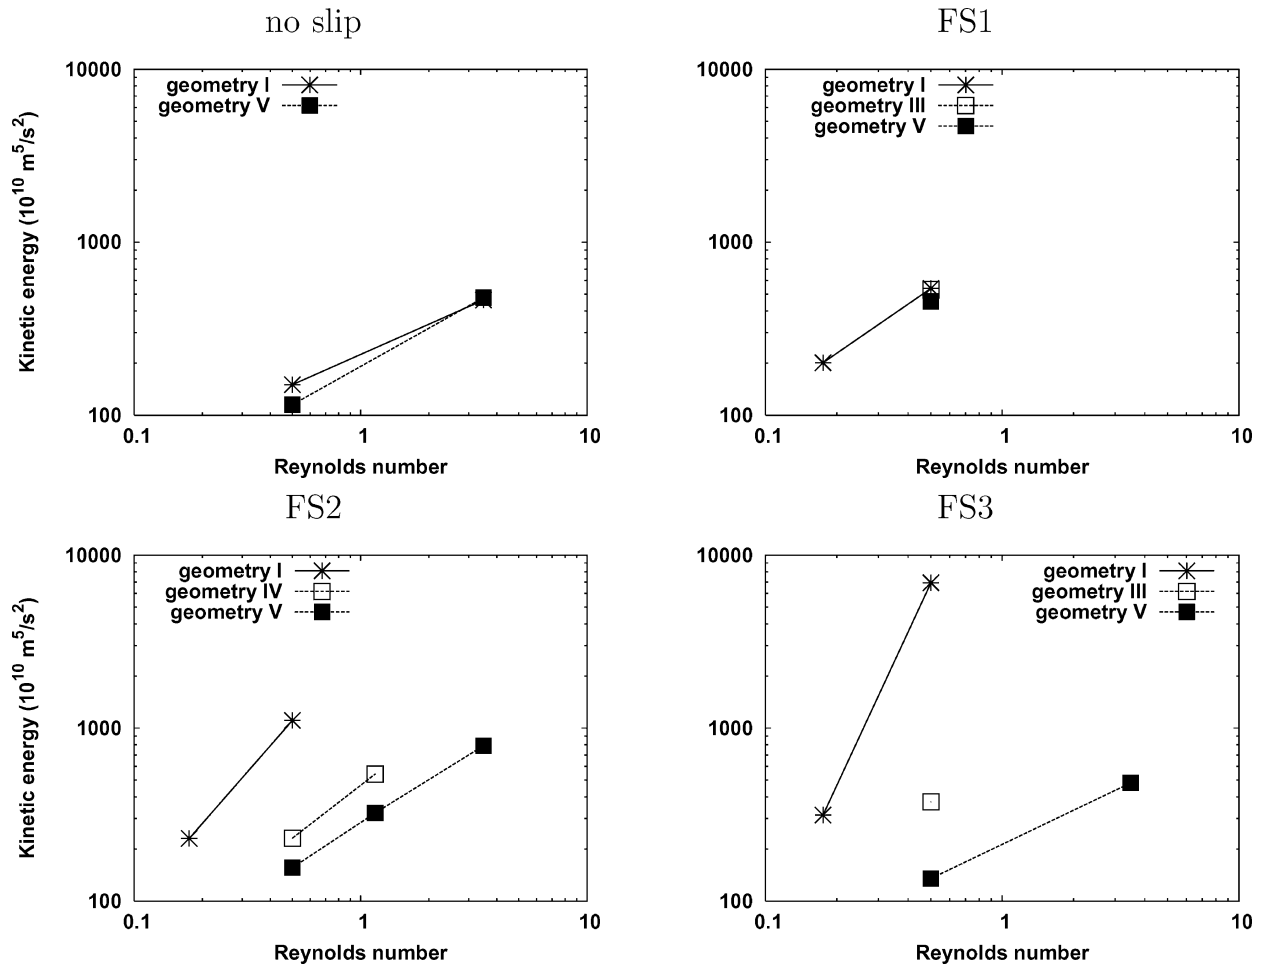 no slip
FS1
10000
geometry I
geometry V
1000
100
0.1
1
10
Kinetic energy (10^10 m^5/s^2)
Reynolds number
10000
geometry I
geometry III
geometry V
1000
100
0.1
1
10
Reynolds number
FS2
FS3
10000
geometry I
geometry IV
geometry V
1000
100
0.1
1
10
Kinetic energy (10^10 m^5/s^2)
Reynolds number
10000
geometry I
geometry III
geometry V
1000
100
0.1
1
10
Reynolds number